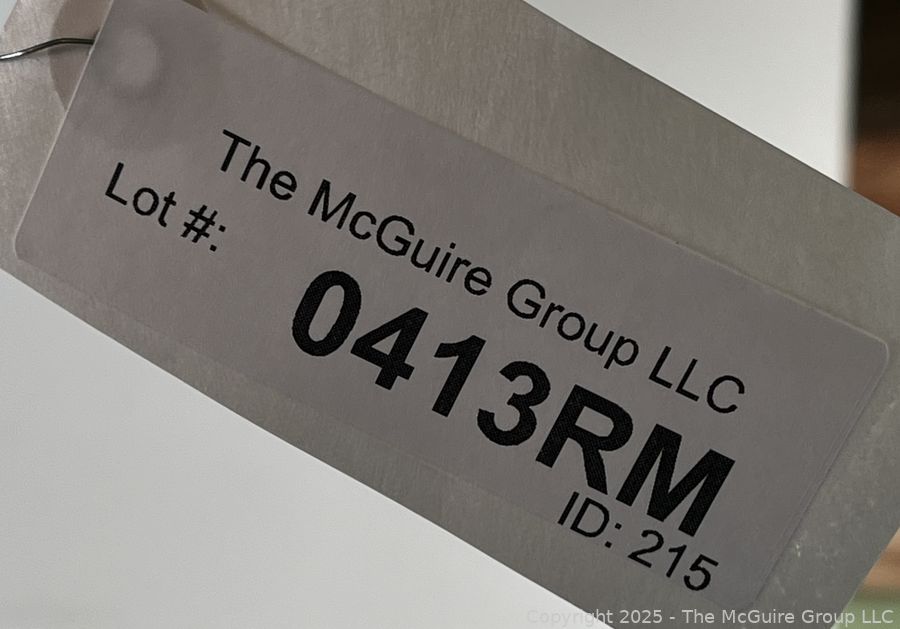 The McGuire Group LLC
Lot #:
0413RM
ID: 215
Copyright 2025 - The McGuire Group LLC